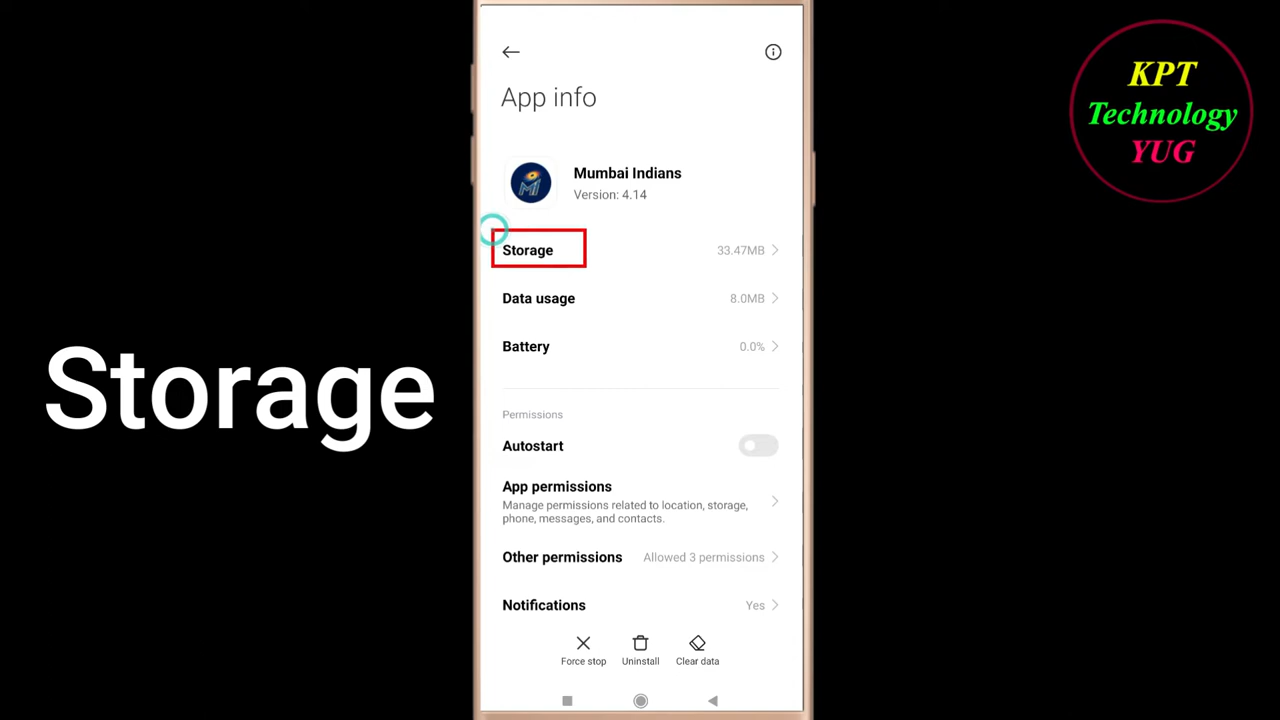 App info
MI
Mumbai Indians
Version: 4.14
Storage 33.47MB
Data usage 8.0MB
Battery 0.0%
Permissions
Autostart
App permissions
Manage permissions related to location, storage,
phone, messages, and contacts.
Other permissions Allowed 3 permissions
Notifications Yes
Force stop Uninstall Clear data
Storage
KPT
Technology
YUG